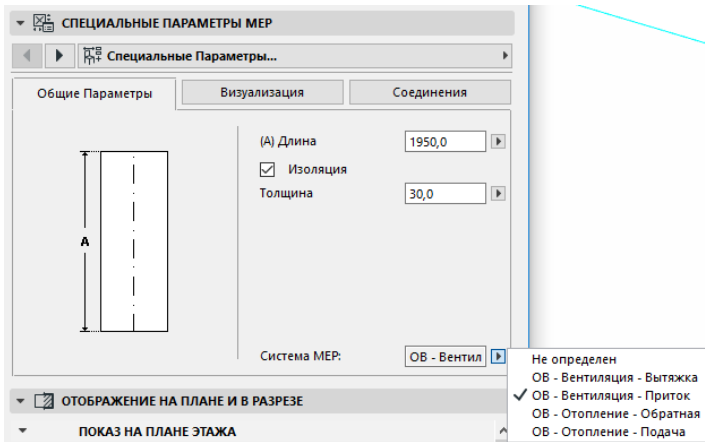 СПЕЦИАЛЬНЫЕ ПАРАМЕТРЫ МЕР
Специальные Параметры...
Общие Параметры Визуализация Соединения
(А) Длина 1950,0
Изоляция
Толщина 30,0
A
Система МЕР: ОВ - Вентил
Не определен
ОВ - Вентиляция - Вытяжка
ОВ - Вентиляция - Приток
ОВ - Отопление - Обратная
ОВ - Отопление - Подача
ОТОБРАЖЕНИЕ НА ПЛАНЕ И В РАЗРЕЗЕ
ПОКАЗ НА ПЛАНЕ ЭТАЖА